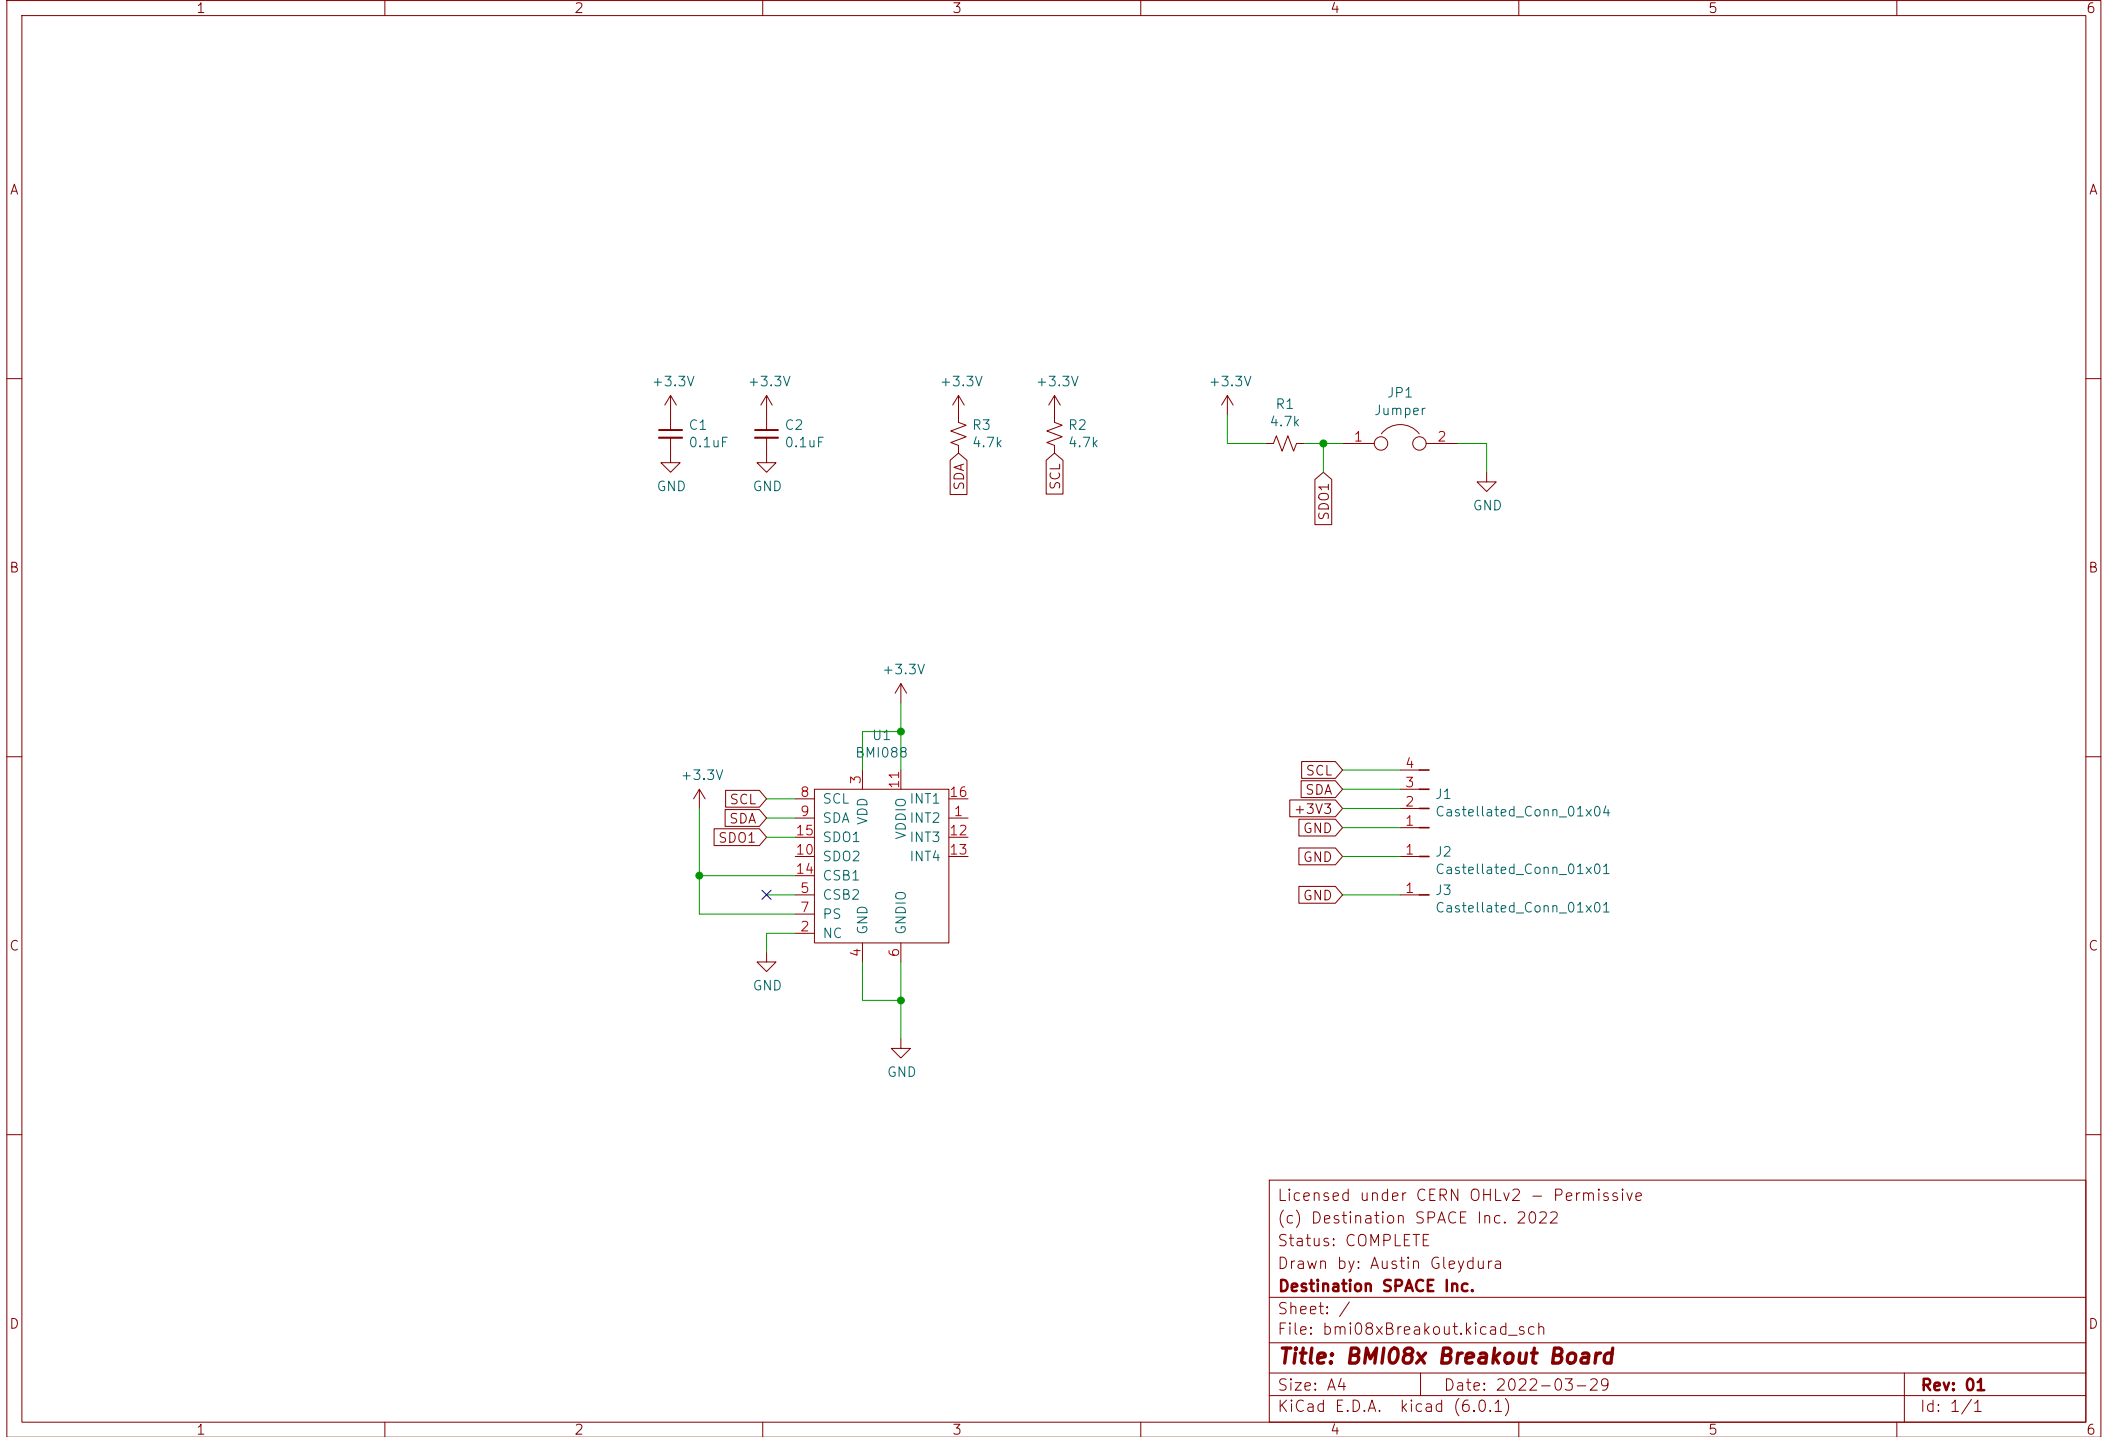 1 2 3 4 5 6
A A
B B
C C
D D
+3.3V +3.3V +3.3V +3.3V +3.3V
C1
0.1uF
GND
C2
0.1uF
GND
R3
4.7k
SDA
R2
4.7k
SCL
R1
4.7k
SDO1
JP1
Jumper
1 2
GND
+3.3V
U1
BMI088
+3.3V
3 11
SCL 8 SCL
SDA 9 SDA
SDO1 15 SDO1
10 SDO2
14 CSB1
5 CSB2
7 PS
2 NC
VDD VDDIO
INT1 16
INT2 1
INT3 12
INT4 13
GND GNDIO
4 6
GND
GND
SCL 4
SDA 3
+3V3 2
GND 1
J1
Castellated_Conn_01x04
GND 1 J2
Castellated_Conn_01x01
GND 1 J3
Castellated_Conn_01x01
Licensed under CERN OHLv2 – Permissive
(c) Destination SPACE Inc. 2022
Status: COMPLETE
Drawn by: Austin Gleydura
Destination SPACE Inc.
Sheet: /
File: bmi08xBreakout.kicad_sch
Title: BMI08x Breakout Board
Size: A4 Date: 2022-03-29 Rev: 01
KiCad E.D.A. kicad (6.0.1) Id: 1/1
1 2 3 4 5 6